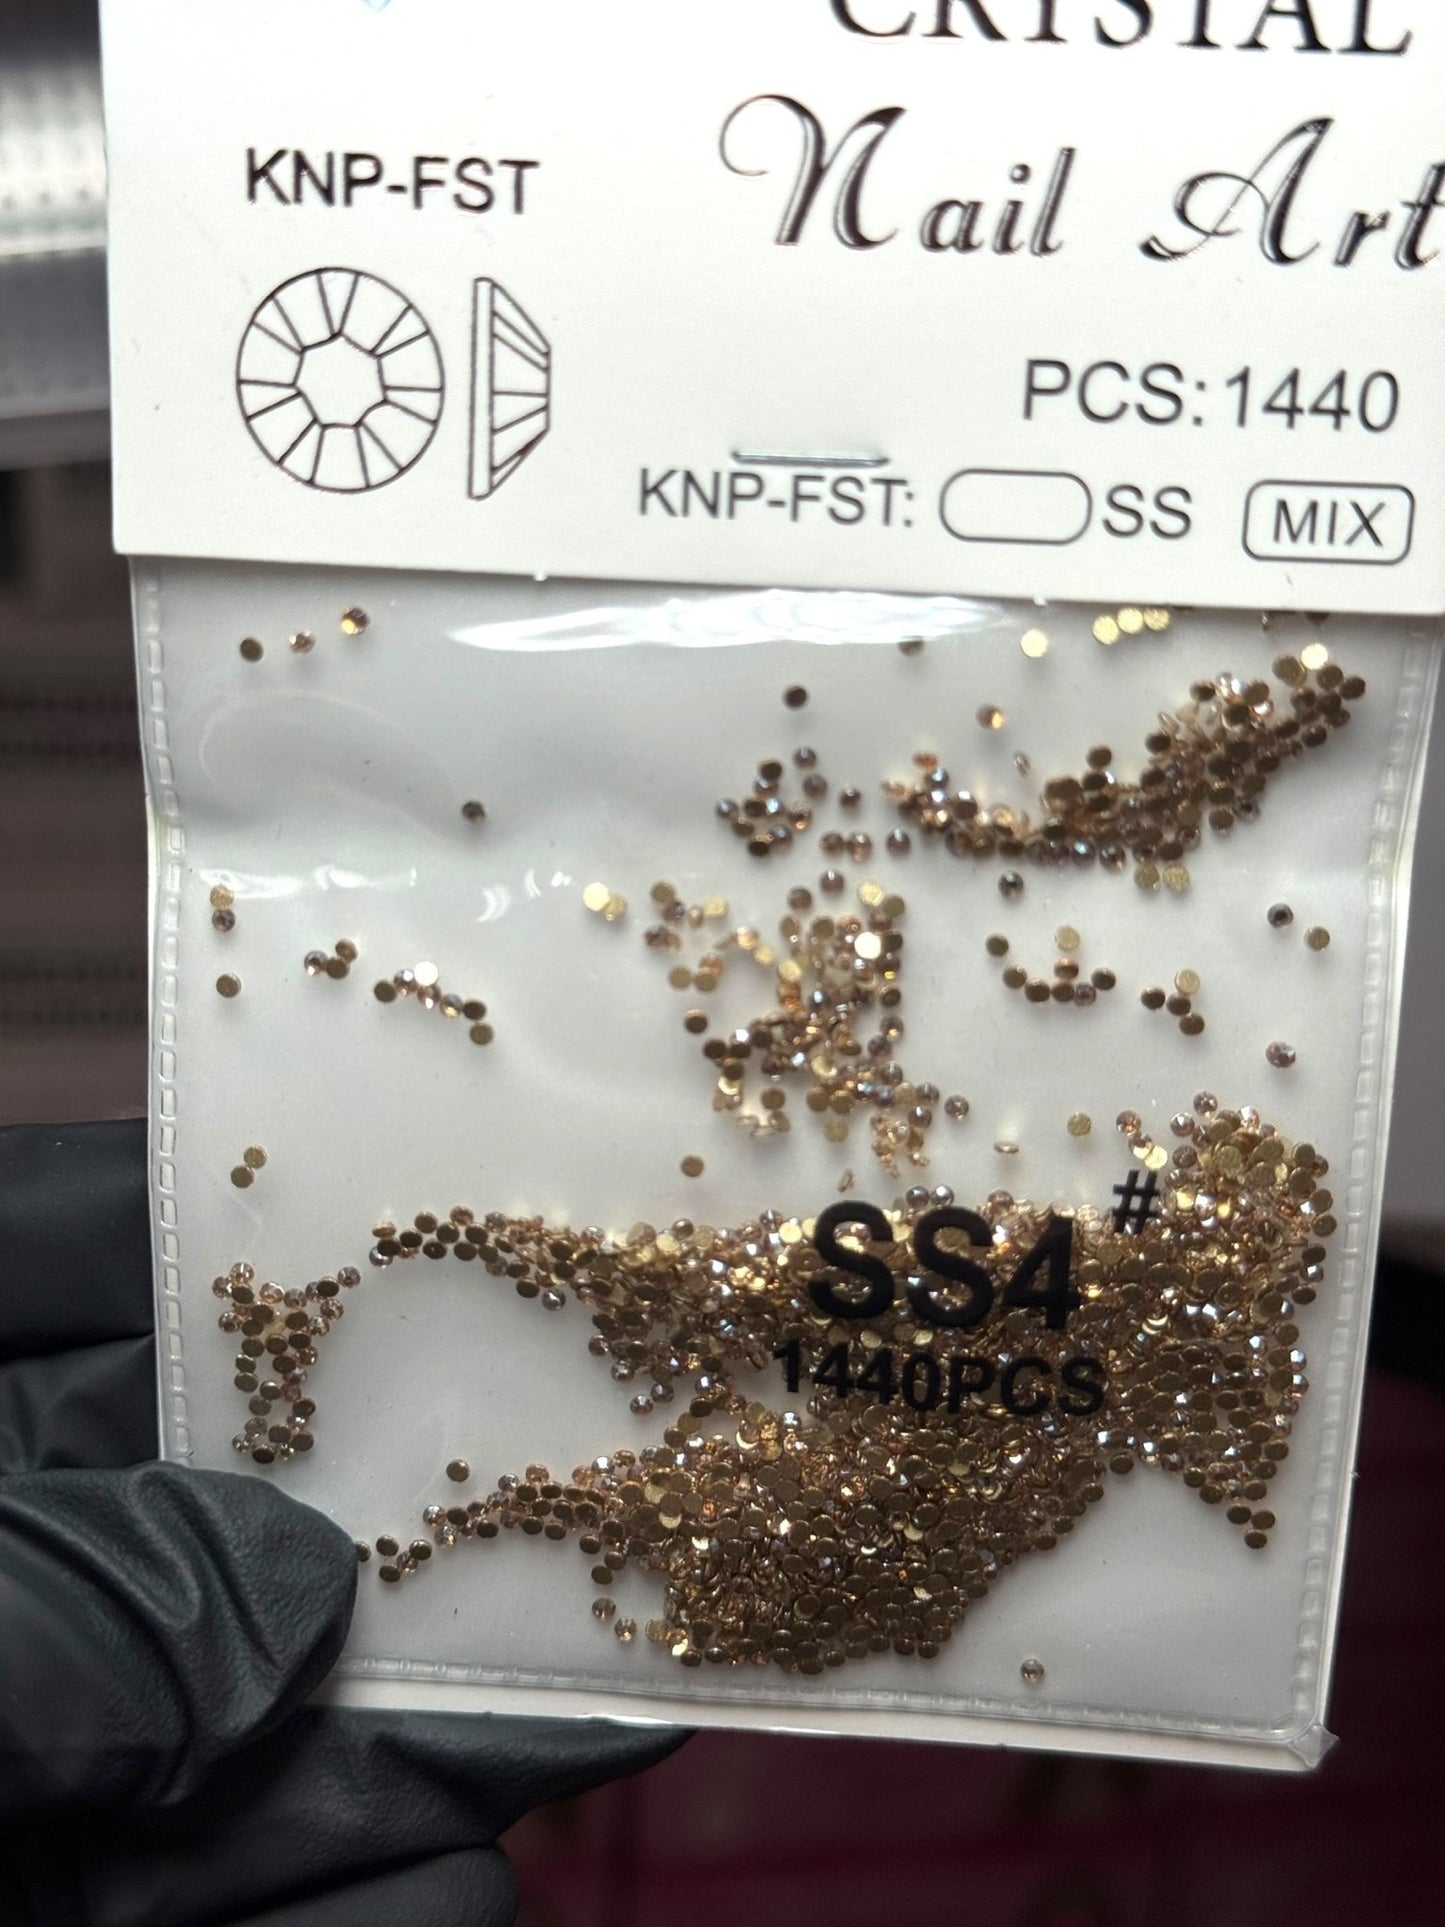 CRYSTAL
Nail Art
KNP-FST
PCS:1440
KNP-FST: SS MIX
SS4#
1440PCS